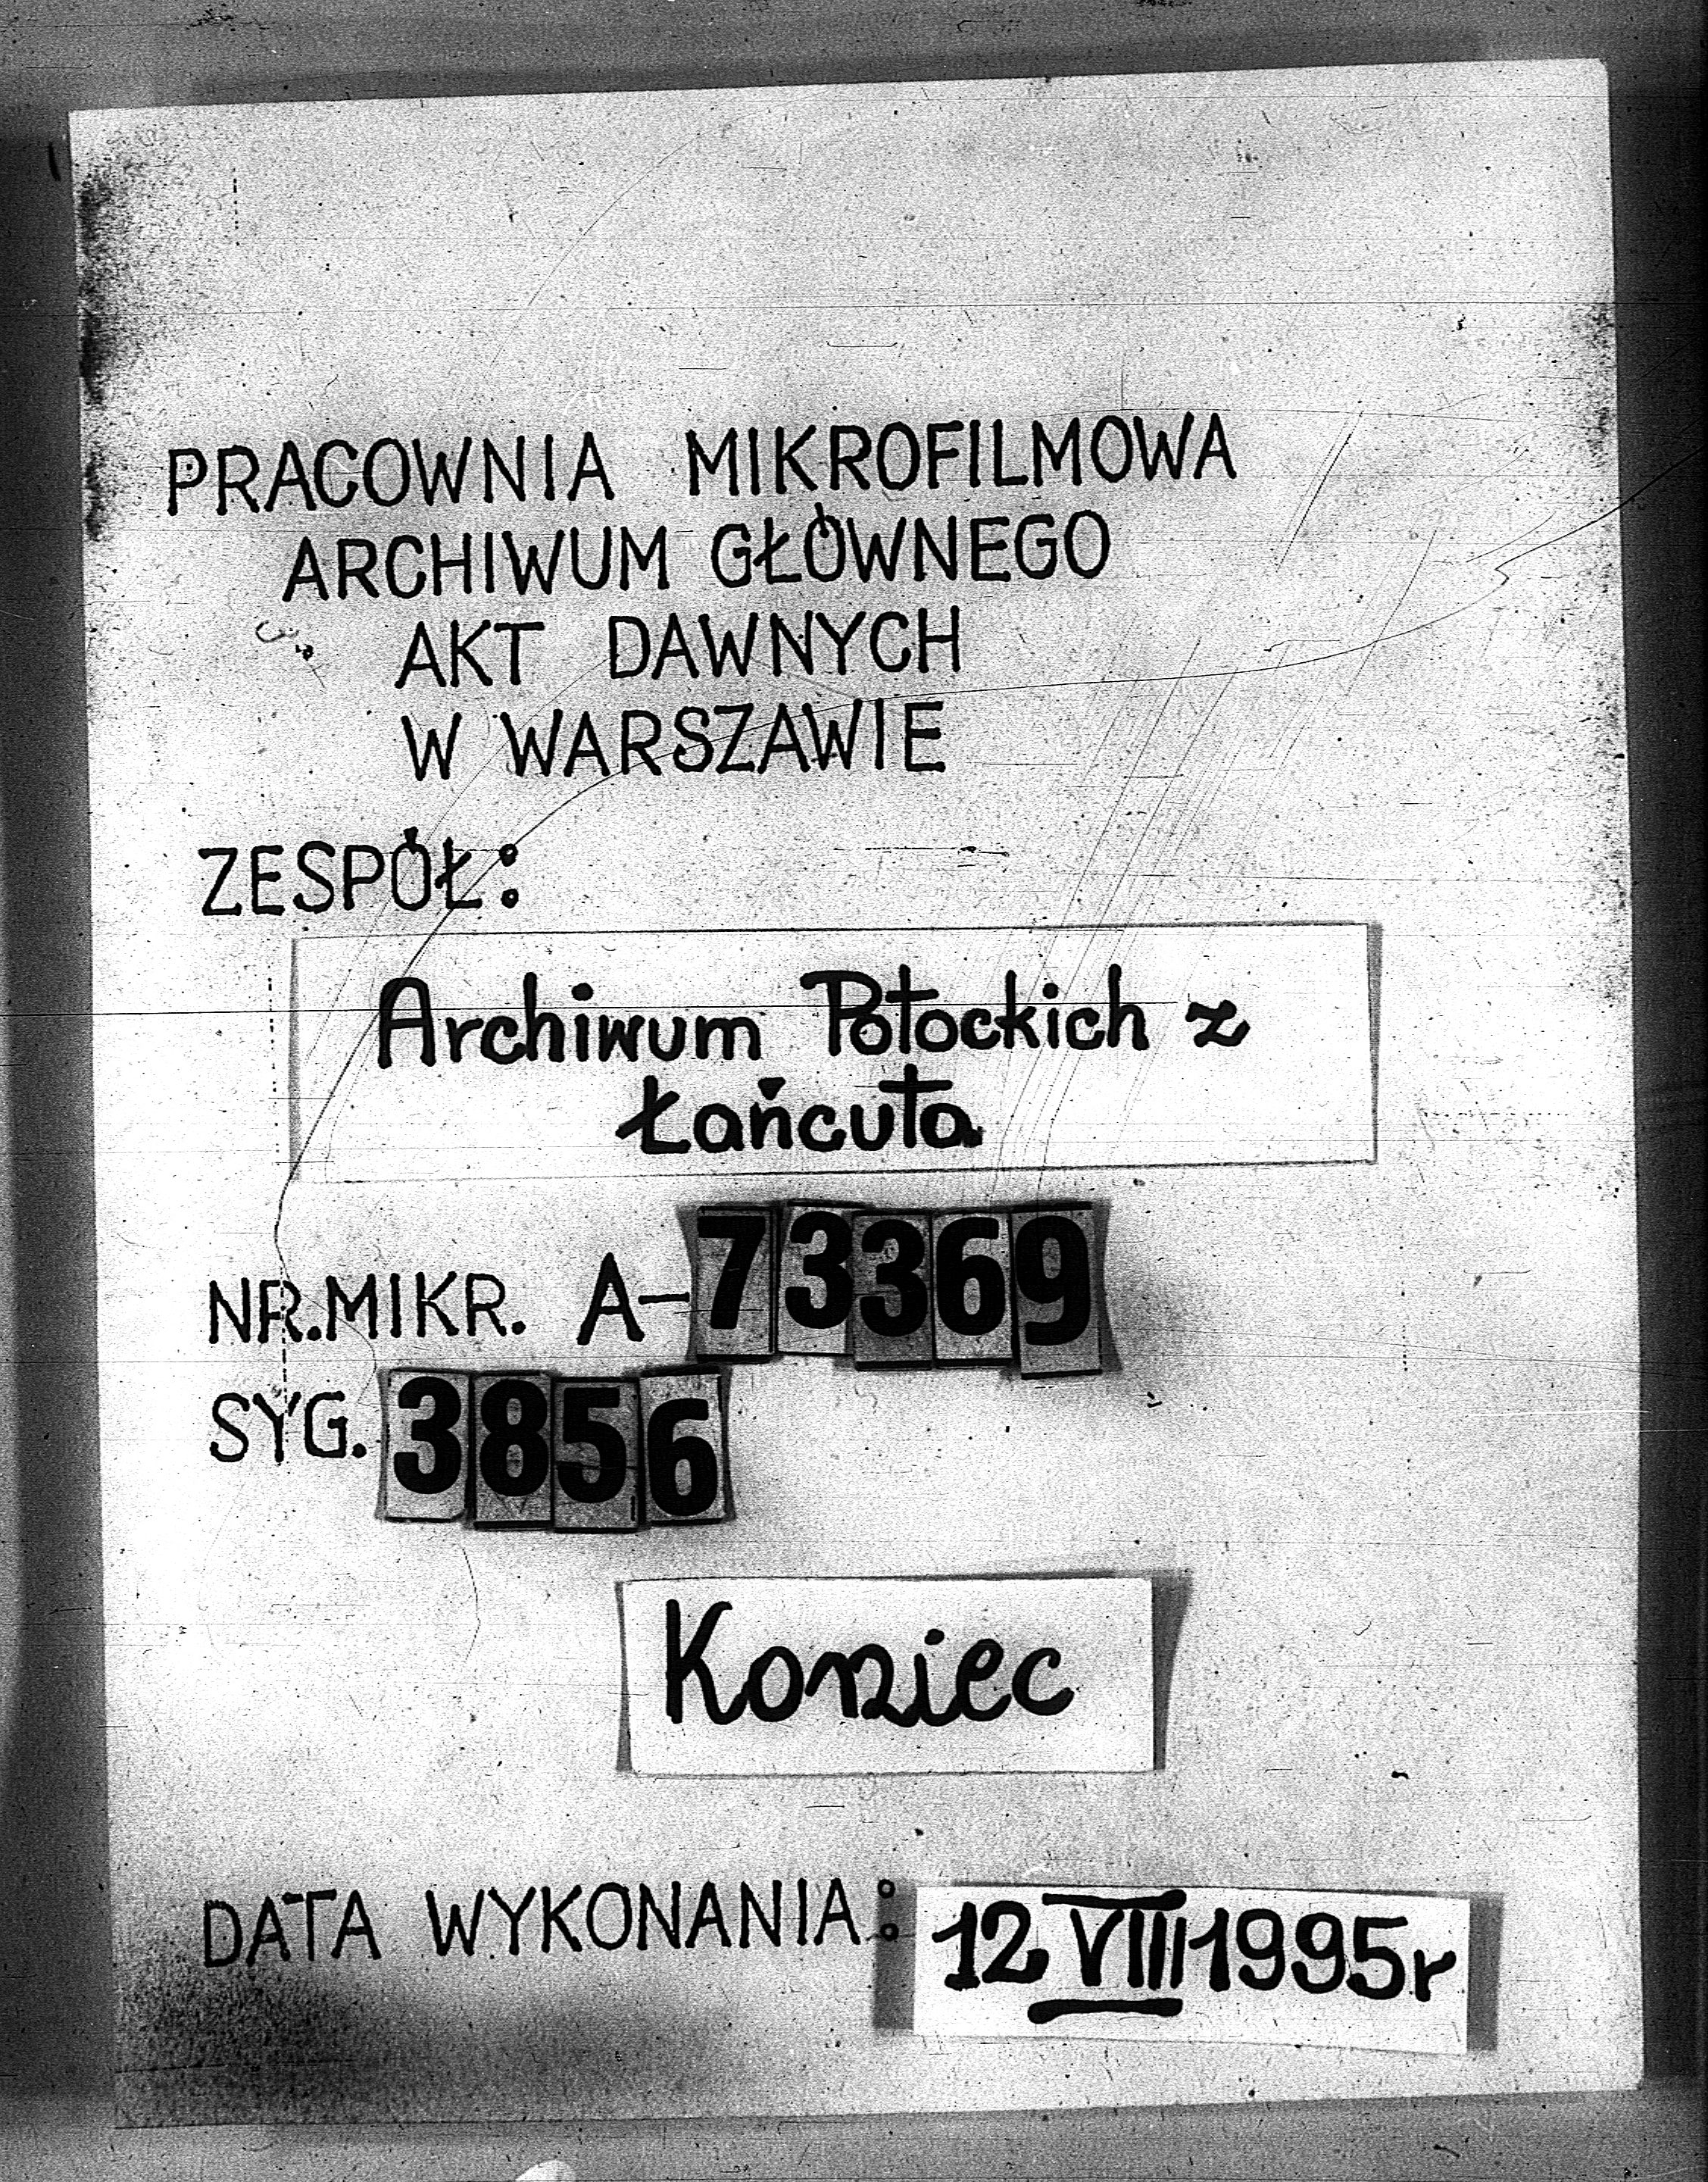 PRACOWNIA MIKROFILMOWA
ARCHIWUM GŁÓWNEGO
AKT DAWNYCH
W WARSZAWIE
ZESPÓŁ:
Archiwum Potockich z
Łańcuta
NR.MIKR. A-73369
SYG. 3856
Koniec
DATA WYKONANIA: 12 VIII 1995r